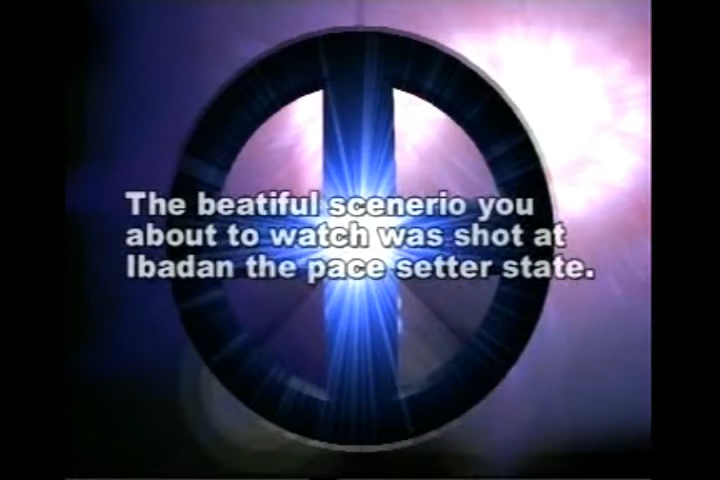 The beatiful scenerio you
about to watch was shot at
Ibadan the pace setter state.